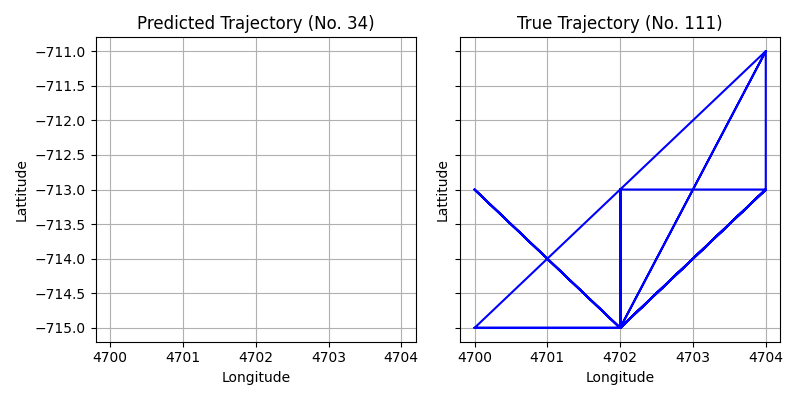 Predicted Trajectory (No. 34)
Lattitude
−711.0
−711.5
−712.0
−712.5
−713.0
−713.5
−714.0
−714.5
−715.0
4700 4701 4702 4703 4704
Longitude
True Trajectory (No. 111)
Lattitude
4700 4701 4702 4703 4704
Longitude